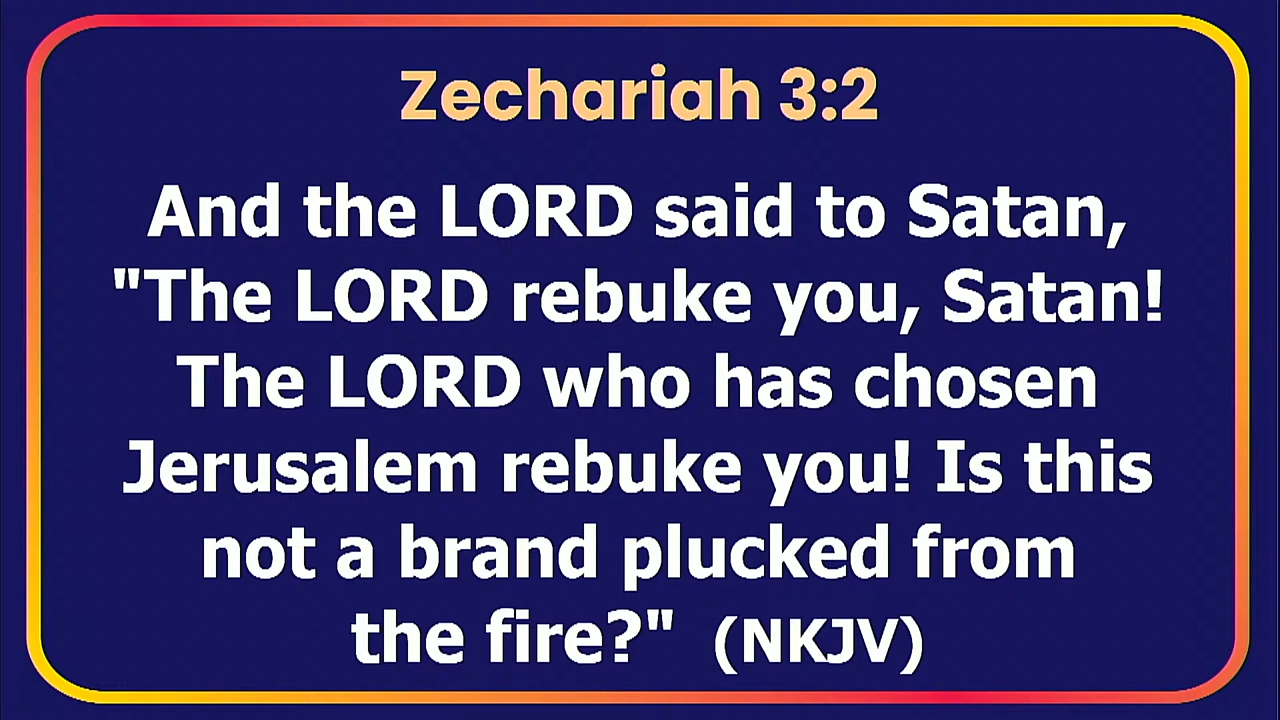 Zechariah 3:2
And the LORD said to Satan,
"The LORD rebuke you, Satan!
The LORD who has chosen
Jerusalem rebuke you! Is this
not a brand plucked from
the fire?" (NKJV)